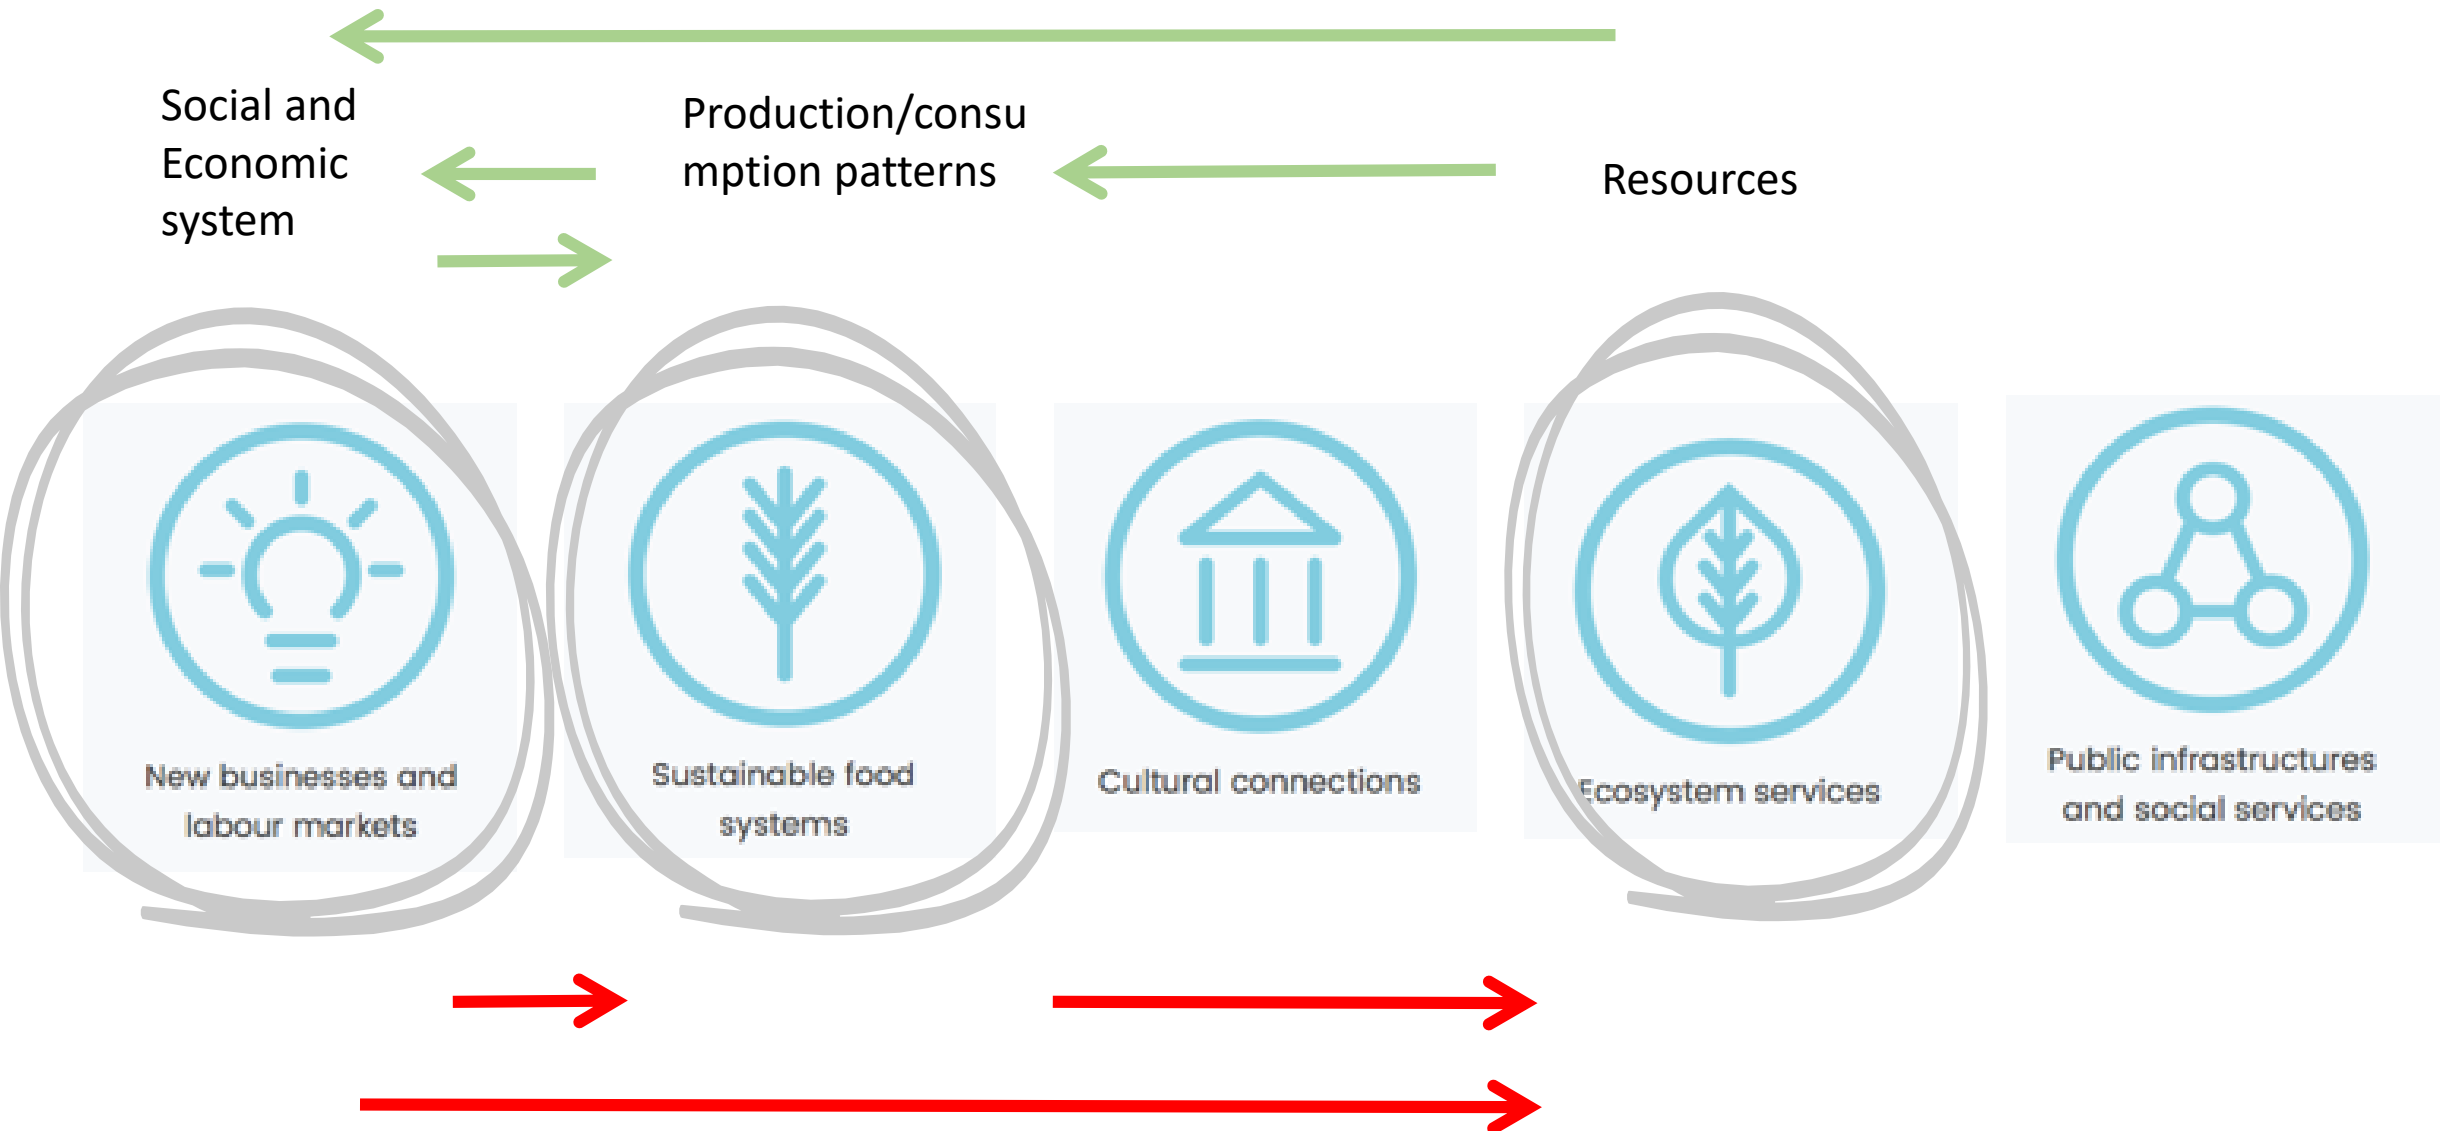 Social and
Economic
system
Production/consu
mption patterns
Resources
New businesses and
labour markets
Sustainable food
systems
Cultural connections
Ecosystem services
Public infrastructures
and social services